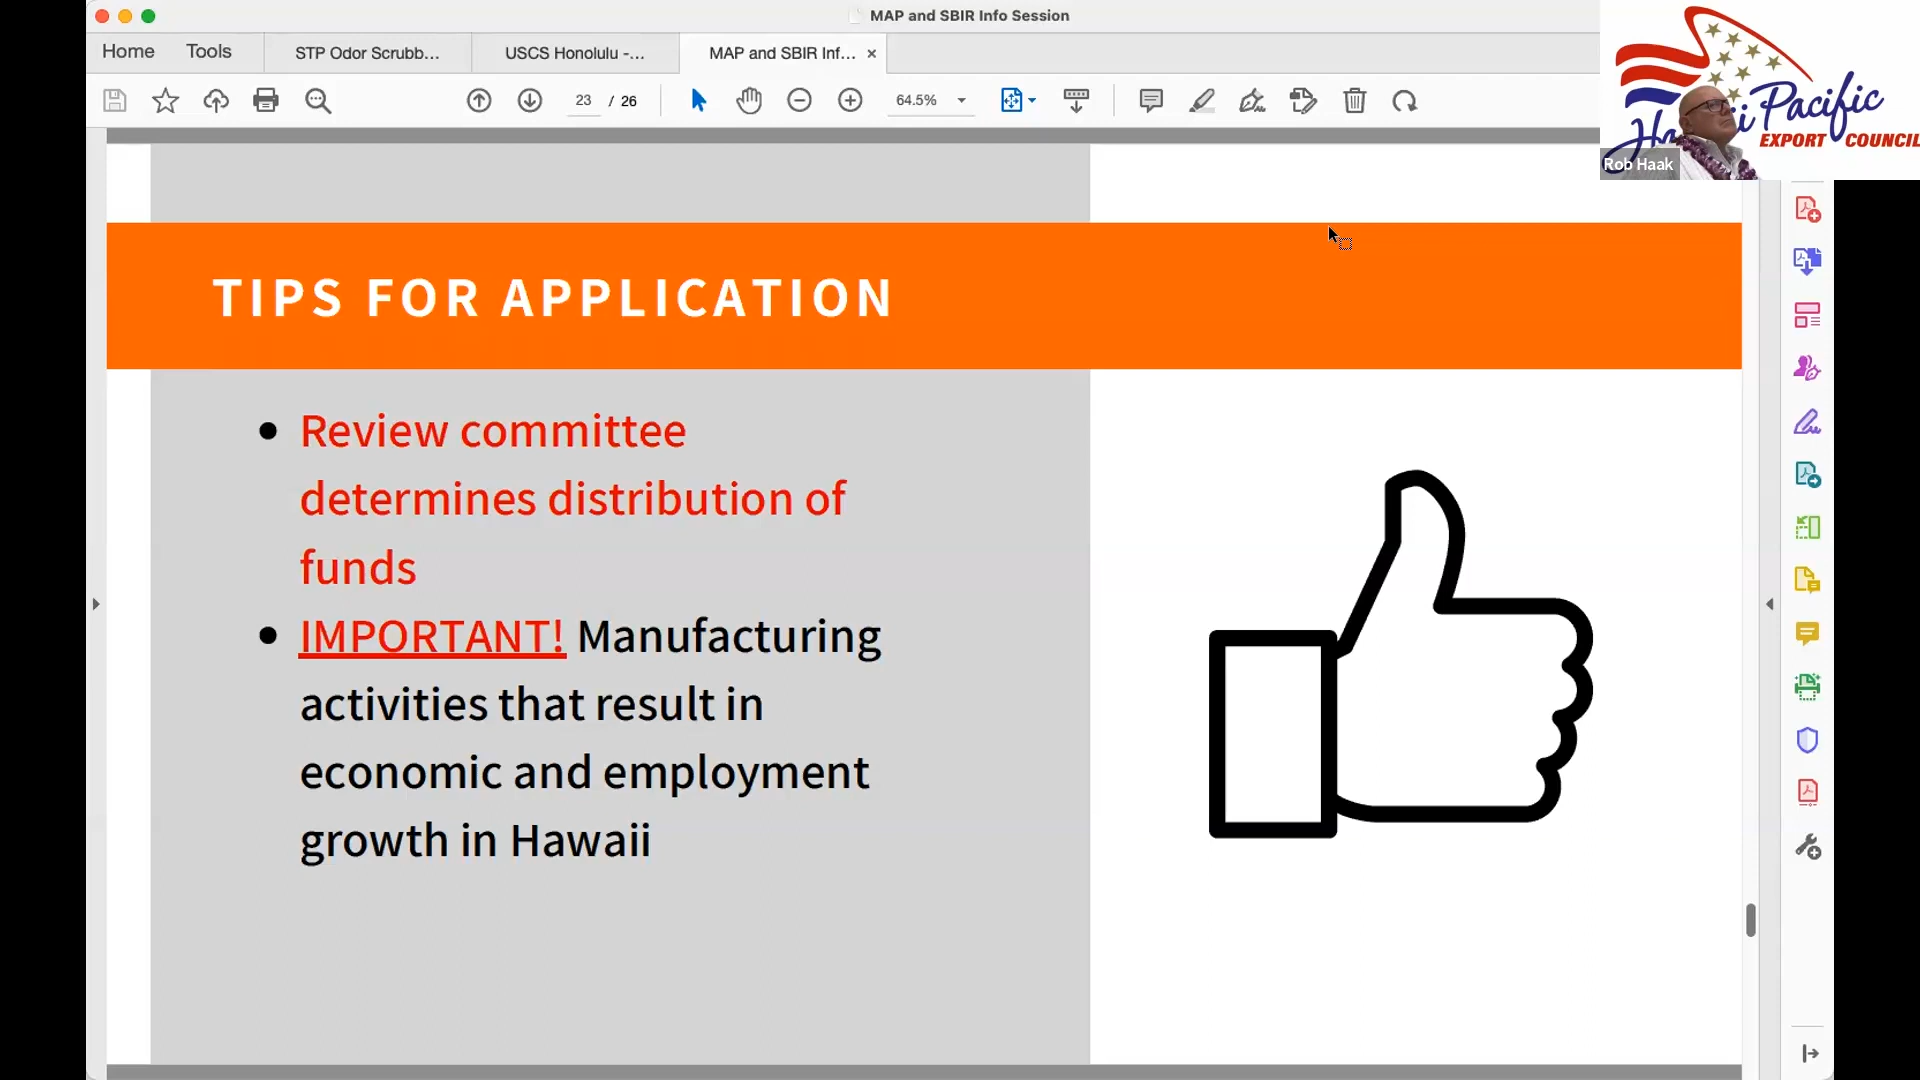 MAP and SBIR Info Session
Home Tools STP Odor Scrubb... USCS Honolulu -... MAP and SBIR Inf... ×
23 / 26 64.5%
Pacific
EXPORT COUNCIL
Rob Haak
TIPS FOR APPLICATION
• Review committee
determines distribution of
funds
• IMPORTANT! Manufacturing
activities that result in
economic and employment
growth in Hawaii